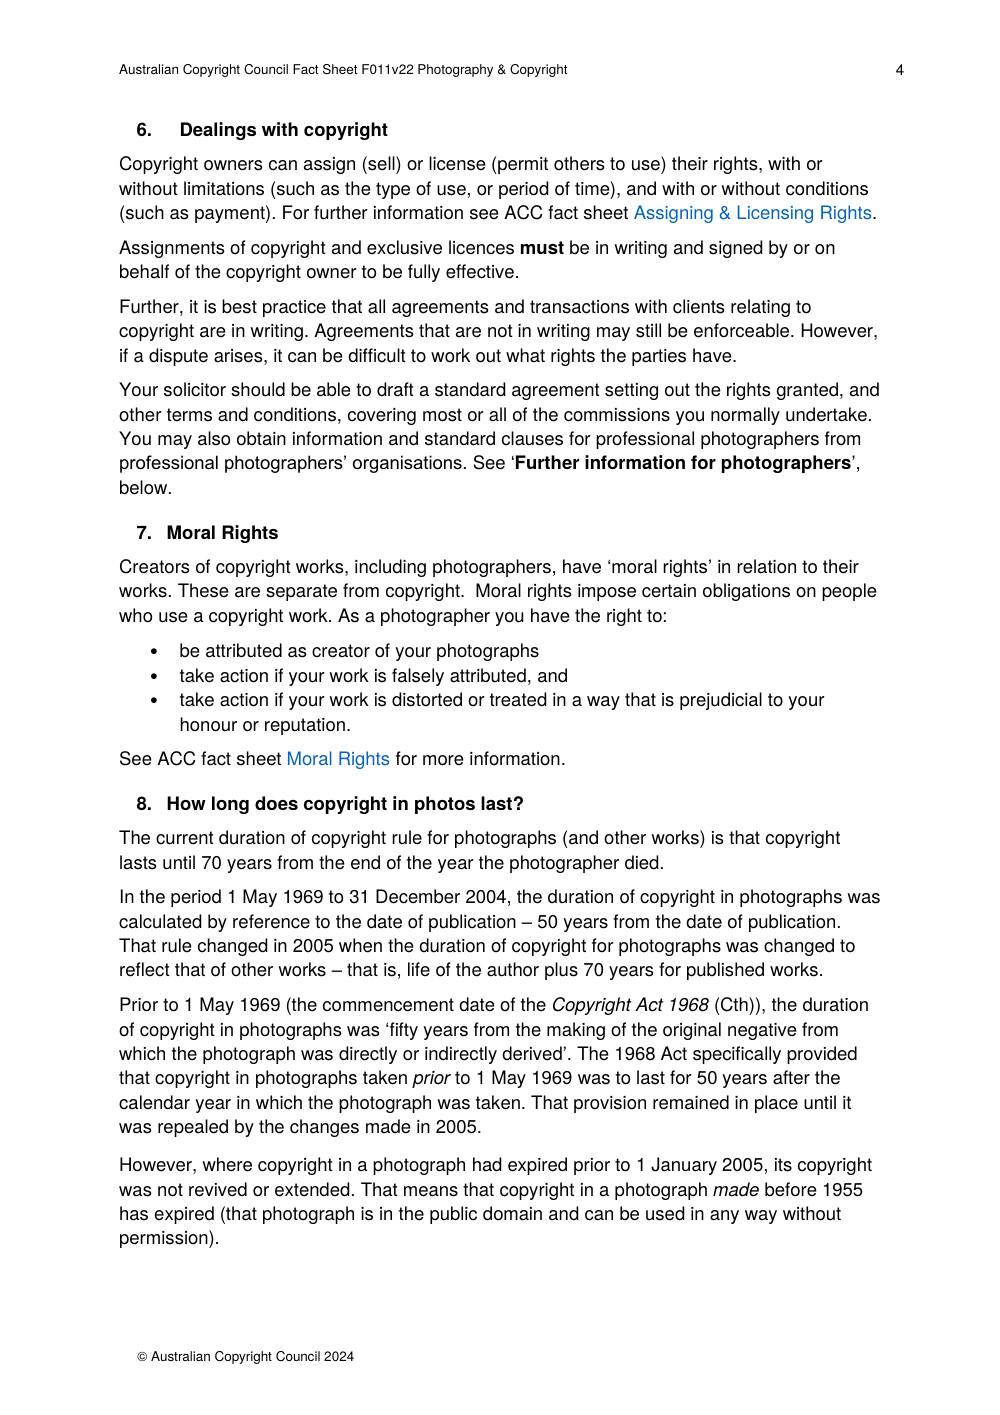 Australian Copyright Council Fact Sheet F011v22 Photography & Copyright 4
6. Dealings with copyright
Copyright owners can assign (sell) or license (permit others to use) their rights, with or
without limitations (such as the type of use, or period of time), and with or without conditions
(such as payment). For further information see ACC fact sheet Assigning & Licensing Rights.
Assignments of copyright and exclusive licences must be in writing and signed by or on
behalf of the copyright owner to be fully effective.
Further, it is best practice that all agreements and transactions with clients relating to
copyright are in writing. Agreements that are not in writing may still be enforceable. However,
if a dispute arises, it can be difficult to work out what rights the parties have.
Your solicitor should be able to draft a standard agreement setting out the rights granted, and
other terms and conditions, covering most or all of the commissions you normally undertake.
You may also obtain information and standard clauses for professional photographers from
professional photographers’ organisations. See ‘Further information for photographers’,
below.
7. Moral Rights
Creators of copyright works, including photographers, have ‘moral rights’ in relation to their
works. These are separate from copyright.  Moral rights impose certain obligations on people
who use a copyright work. As a photographer you have the right to:
• be attributed as creator of your photographs
• take action if your work is falsely attributed, and
• take action if your work is distorted or treated in a way that is prejudicial to your
honour or reputation.
See ACC fact sheet Moral Rights for more information.
8. How long does copyright in photos last?
The current duration of copyright rule for photographs (and other works) is that copyright
lasts until 70 years from the end of the year the photographer died.
In the period 1 May 1969 to 31 December 2004, the duration of copyright in photographs was
calculated by reference to the date of publication – 50 years from the date of publication.
That rule changed in 2005 when the duration of copyright for photographs was changed to
reflect that of other works – that is, life of the author plus 70 years for published works.
Prior to 1 May 1969 (the commencement date of the Copyright Act 1968 (Cth)), the duration
of copyright in photographs was ‘fifty years from the making of the original negative from
which the photograph was directly or indirectly derived’. The 1968 Act specifically provided
that copyright in photographs taken prior to 1 May 1969 was to last for 50 years after the
calendar year in which the photograph was taken. That provision remained in place until it
was repealed by the changes made in 2005.
However, where copyright in a photograph had expired prior to 1 January 2005, its copyright
was not revived or extended. That means that copyright in a photograph made before 1955
has expired (that photograph is in the public domain and can be used in any way without
permission).
© Australian Copyright Council 2024